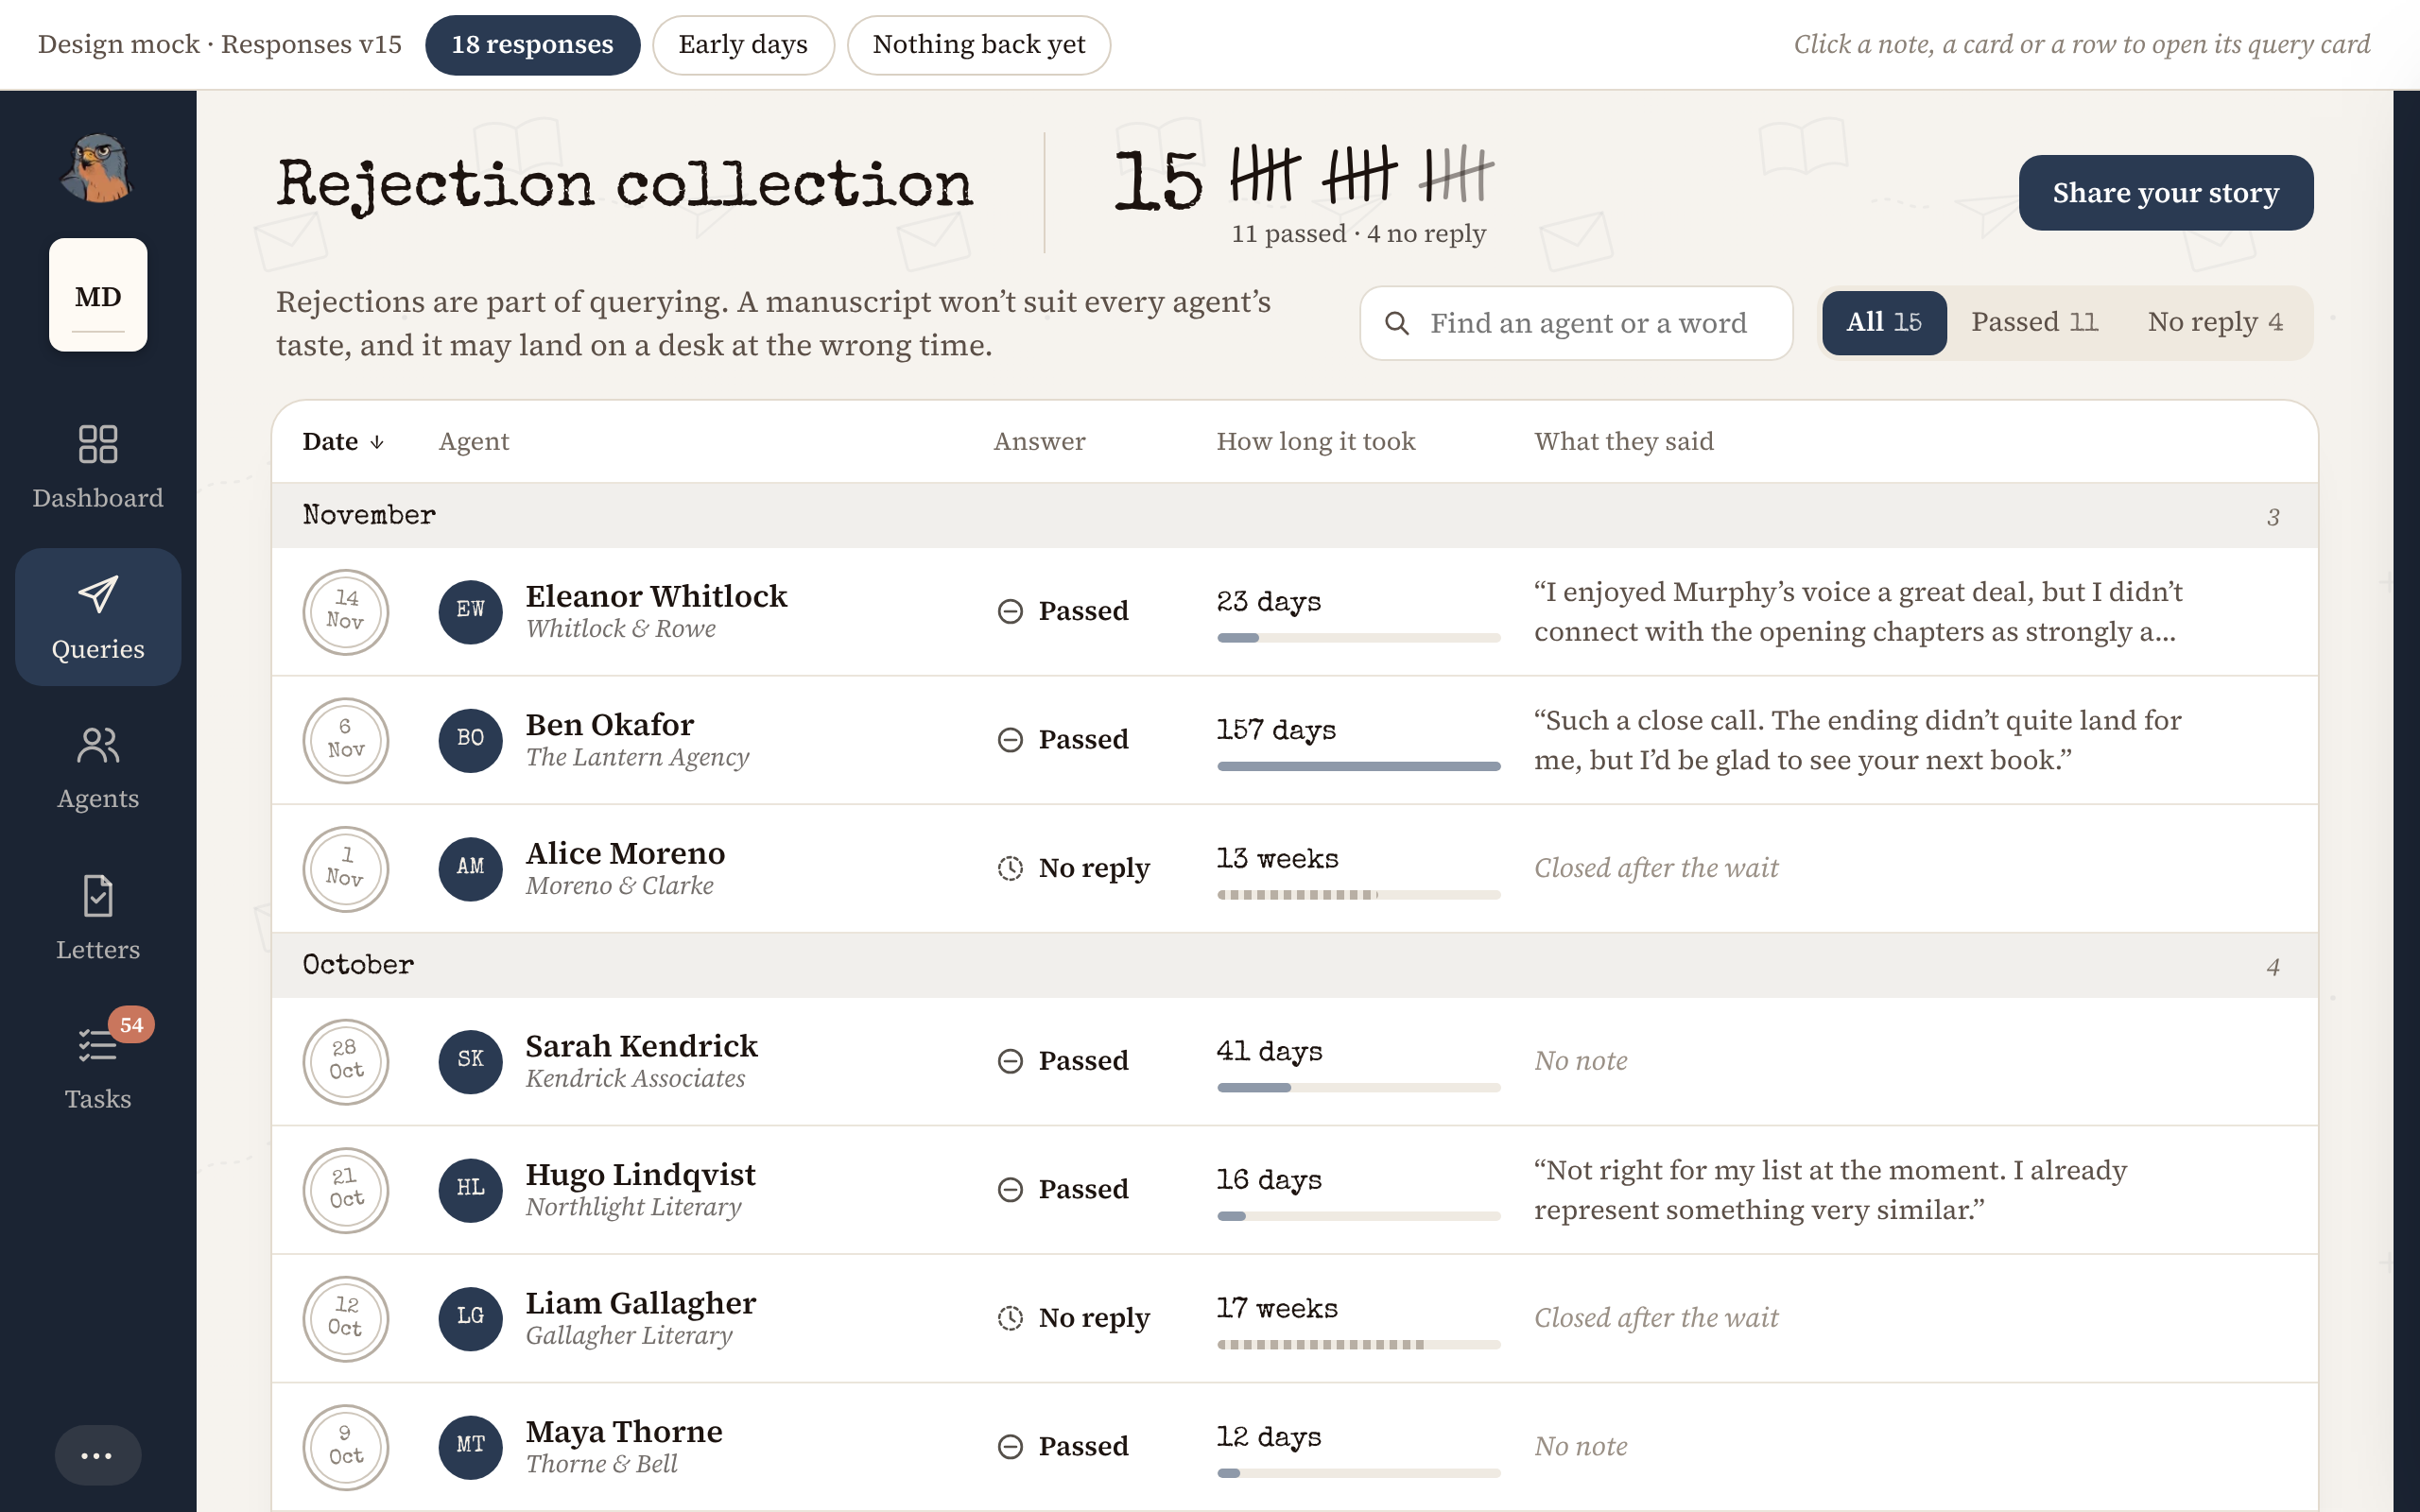 Design mock · Responses v15
18 responses
Early days
Nothing back yet
Click a note, a card or a row to open its query card
MD
Dashboard
Queries
Agents
Letters
54
Tasks
Rejection collection
15
11 passed · 4 no reply
Share your story
Rejections are part of querying. A manuscript won’t suit every agent’s
taste, and it may land on a desk at the wrong time.
Find an agent or a word
All 15
Passed 11
No reply 4
Date ↓ Agent Answer How long it took What they said
November 3
14
Nov
EW
Eleanor Whitlock
Whitlock & Rowe
Passed
23 days
“I enjoyed Murphy’s voice a great deal, but I didn’t
connect with the opening chapters as strongly a...
6
Nov
BO
Ben Okafor
The Lantern Agency
Passed
157 days
“Such a close call. The ending didn’t quite land for
me, but I’d be glad to see your next book.”
1
Nov
AM
Alice Moreno
Moreno & Clarke
No reply
13 weeks
Closed after the wait
October 4
28
Oct
SK
Sarah Kendrick
Kendrick Associates
Passed
41 days
No note
21
Oct
HL
Hugo Lindqvist
Northlight Literary
Passed
16 days
“Not right for my list at the moment. I already
represent something very similar.”
12
Oct
LG
Liam Gallagher
Gallagher Literary
No reply
17 weeks
Closed after the wait
9
Oct
MT
Maya Thorne
Thorne & Bell
Passed
12 days
No note